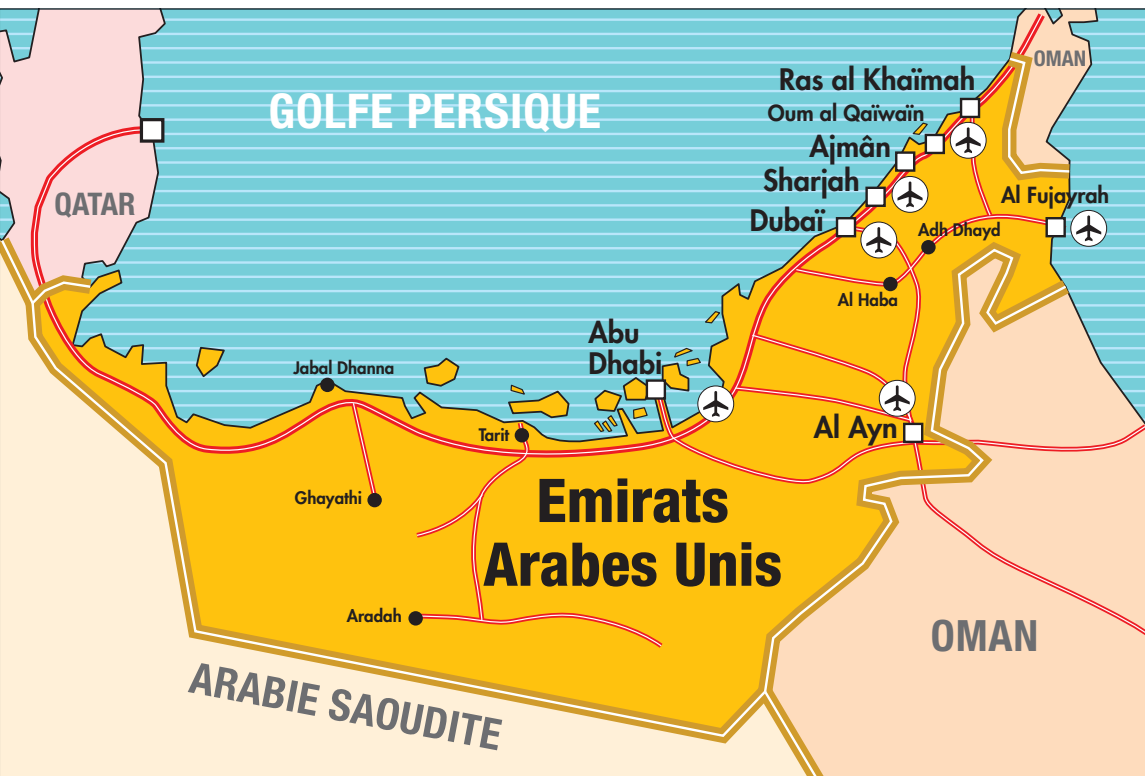 OMAN
Ras al Khaïmah
GOLFE PERSIQUE
Oum al Qaïwaïn
Ajmân
Sharjah
QATAR
Al Fujayrah
Dubaï
Adh Dhayd
Al Haba
Abu
Dhabi
Jabal Dhanna
Al Ayn
Tarit
Ghayathi
Emirats
Arabes Unis
Aradah
OMAN
ARABIE SAOUDITE